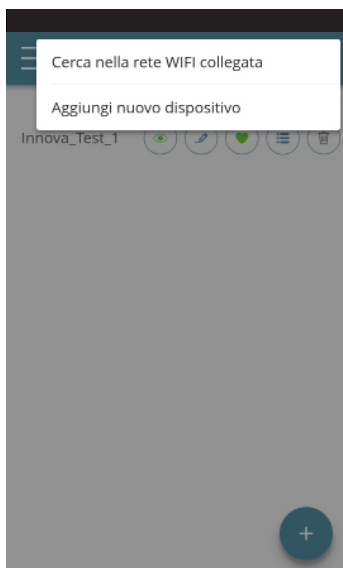 Cerca nella rete WIFI collegata
Aggiungi nuovo dispositivo
Innova_Test_1
+